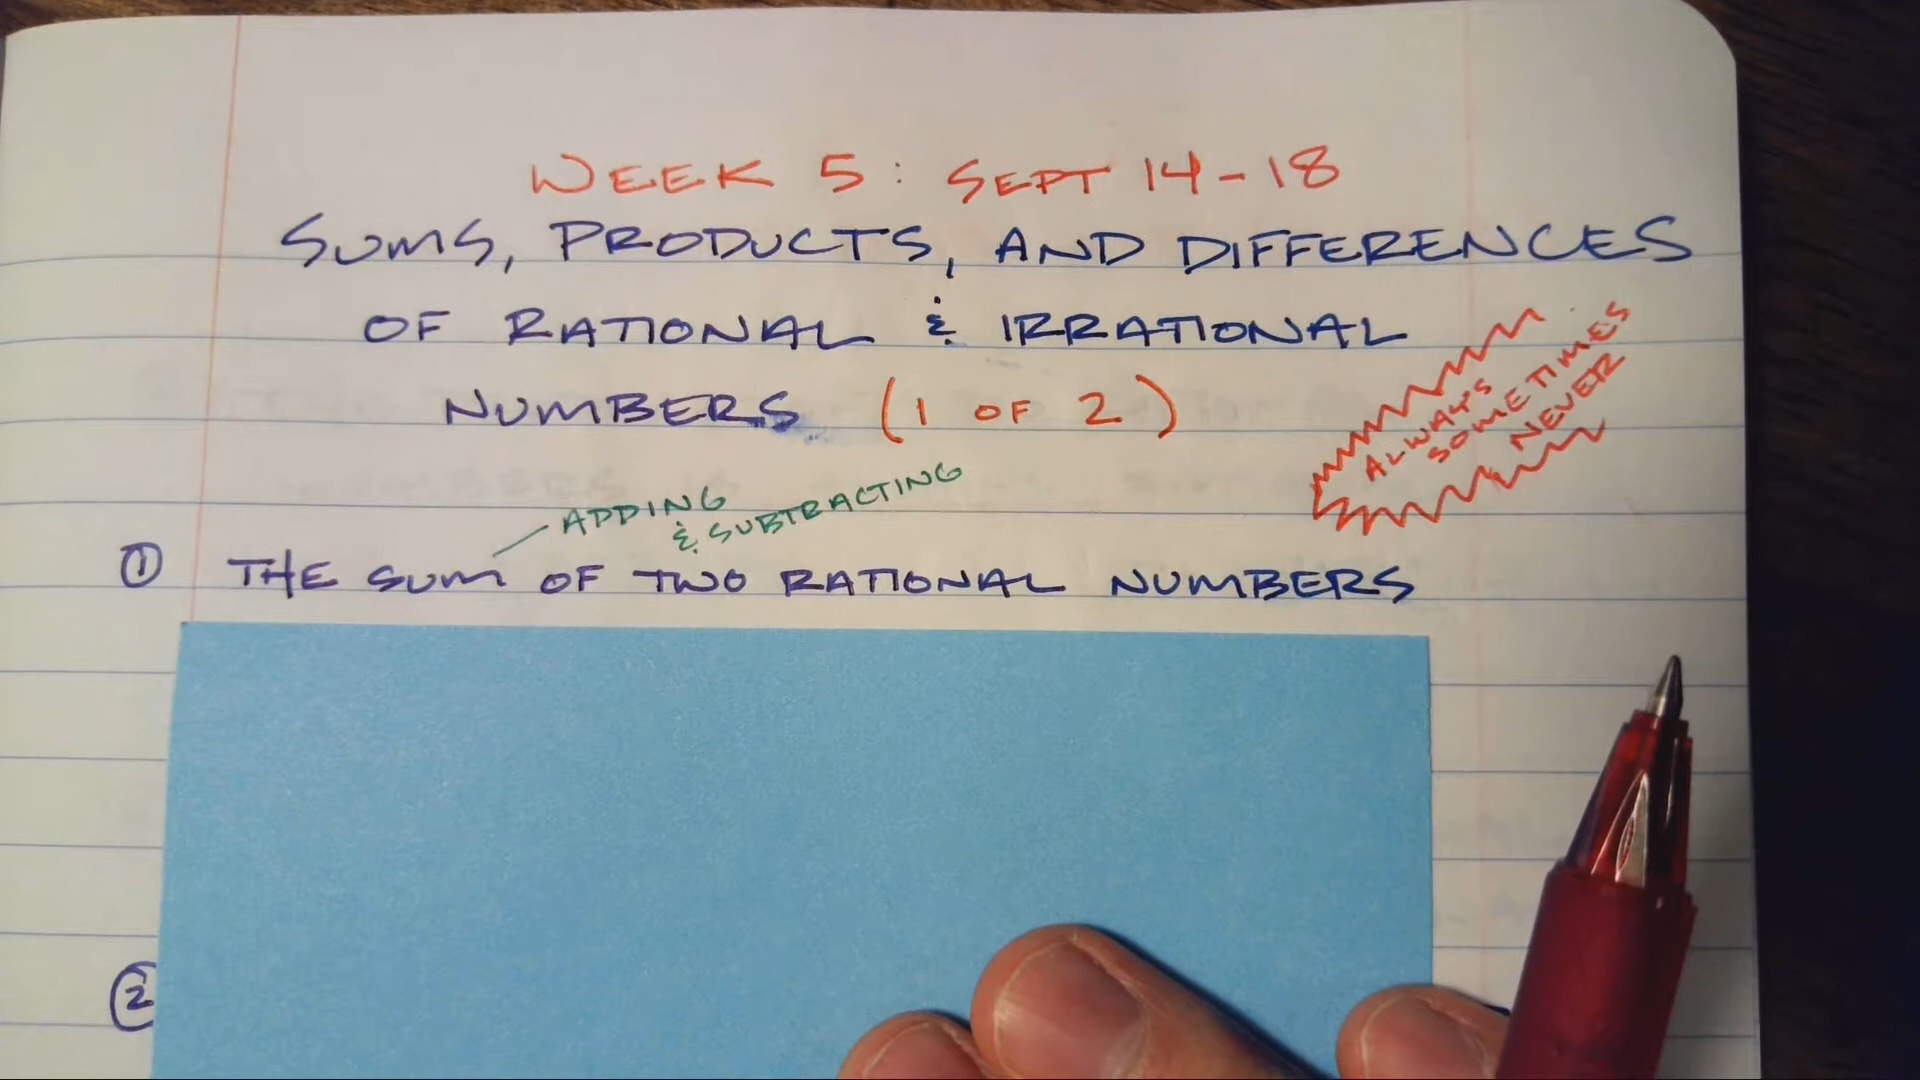 WEEK 5: SEPT 14-18
SUMS, PRODUCTS, AND DIFFERENCES
OF RATIONAL & IRRATIONAL
NUMBERS (1 OF 2)
ALWAYS
SOMETIMES
NEVER
ADDING
& SUBTRACTING
① THE SUM OF TWO RATIONAL NUMBERS
②